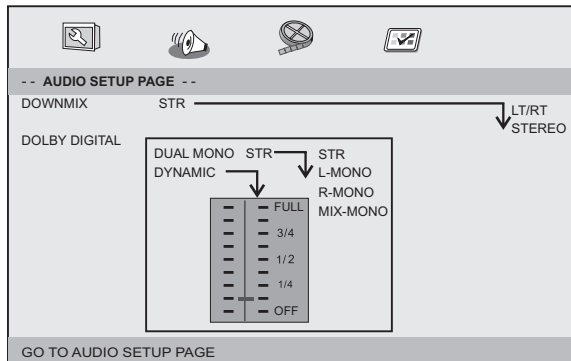 - - AUDIO SETUP PAGE - -
DOWNMIX STR LT/RT
STEREO
DOLBY DIGITAL
DUAL MONO STR STR
DYNAMIC L-MONO
R-MONO
FULL MIX-MONO
3/4
1/2
1/4
OFF
GO TO AUDIO SETUP PAGE